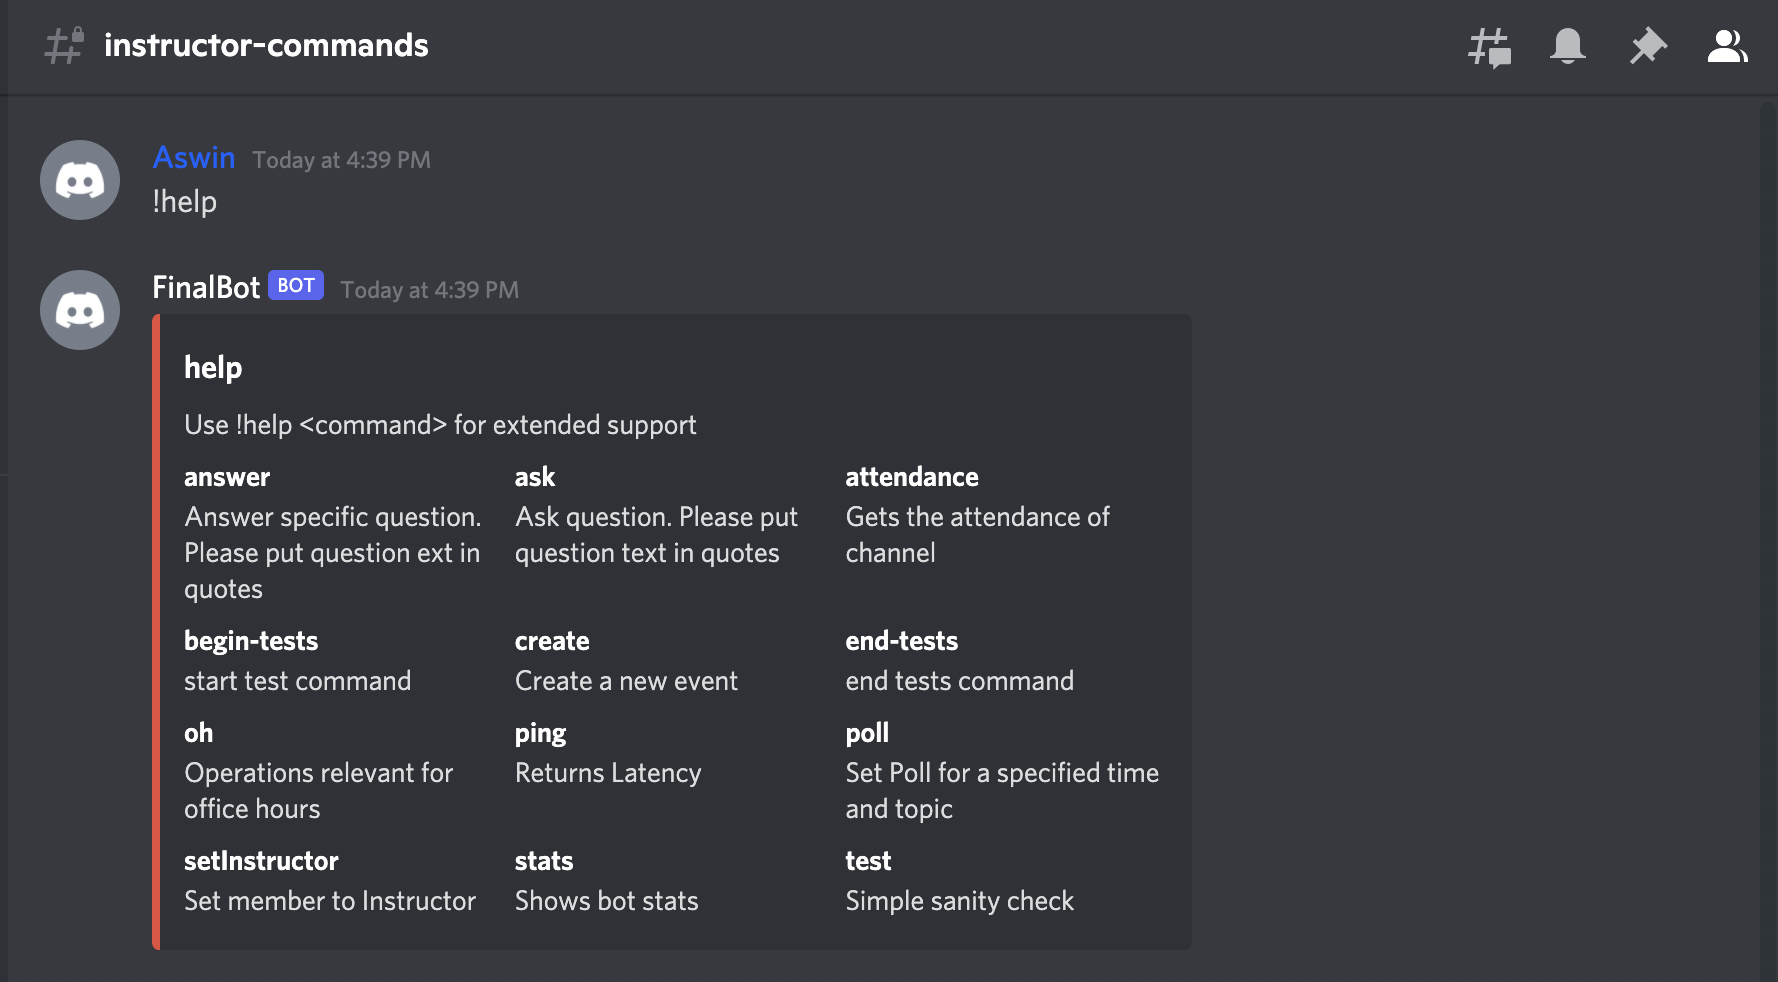 instructor-commands
Aswin Today at 4:39 PM
!help
FinalBot BOT Today at 4:39 PM
help
Use !help <command> for extended support
answer
Answer specific question.
Please put question ext in
quotes
ask
Ask question. Please put
question text in quotes
attendance
Gets the attendance of
channel
begin-tests
start test command
create
Create a new event
end-tests
end tests command
oh
Operations relevant for
office hours
ping
Returns Latency
poll
Set Poll for a specified time
and topic
setInstructor
Set member to Instructor
stats
Shows bot stats
test
Simple sanity check